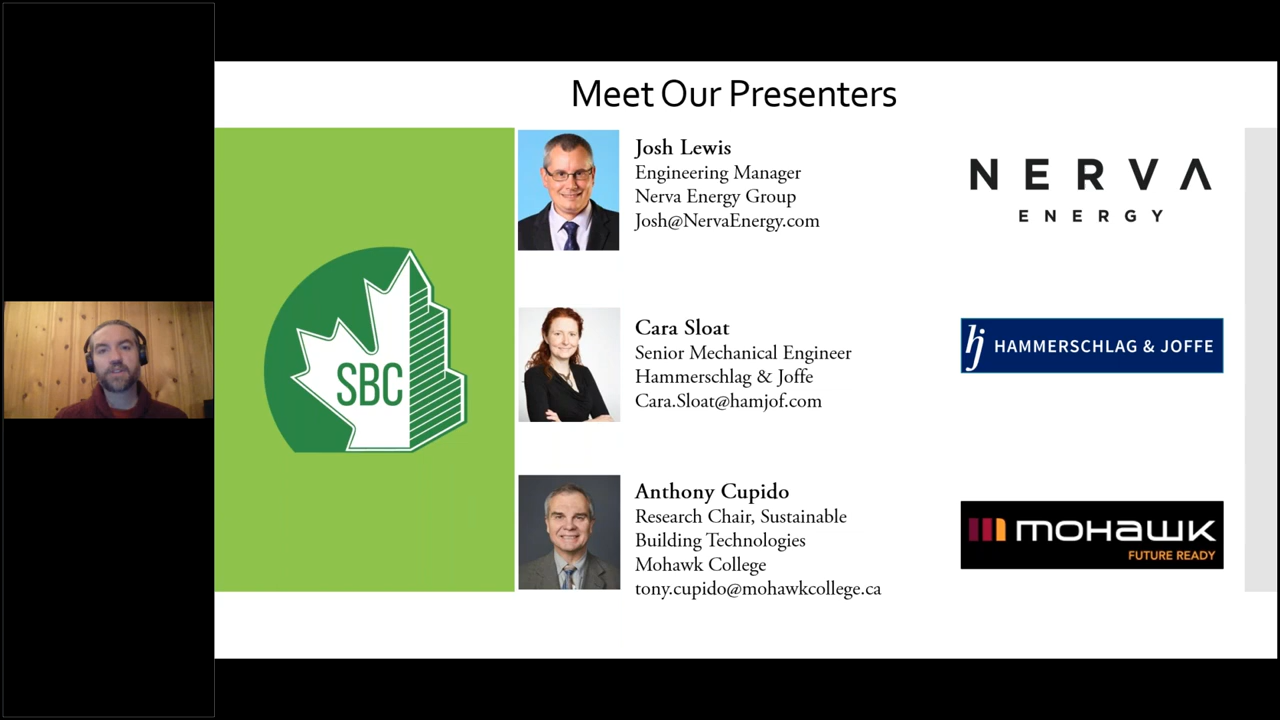 Meet Our Presenters
SBC
Josh Lewis
Engineering Manager
Nerva Energy Group
Josh@NervaEnergy.com
NERVA
ENERGY
Cara Sloat
Senior Mechanical Engineer
Hammerschlag & Joffe
Cara.Sloat@hamjof.com
hj HAMMERSCHLAG & JOFFE
Anthony Cupido
Research Chair, Sustainable
Building Technologies
Mohawk College
tony.cupido@mohawkcollege.ca
mohawk
FUTURE READY